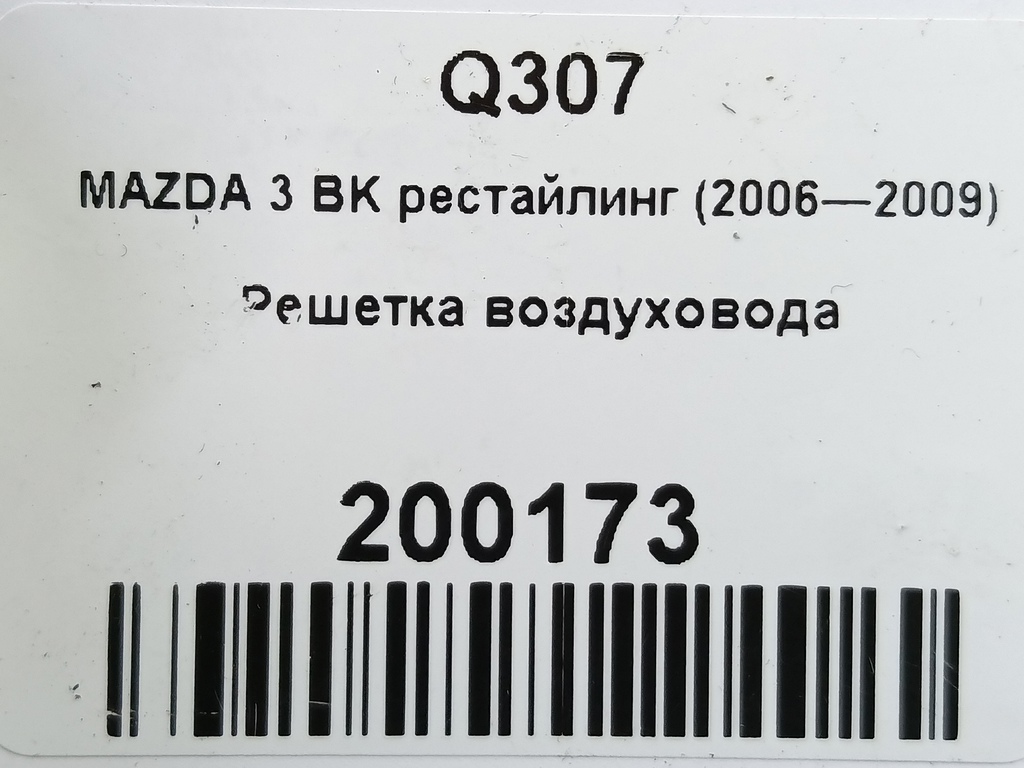 Q307
MAZDA 3 BK рестайлинг (2006—2009)
Решетка воздуховода
200173